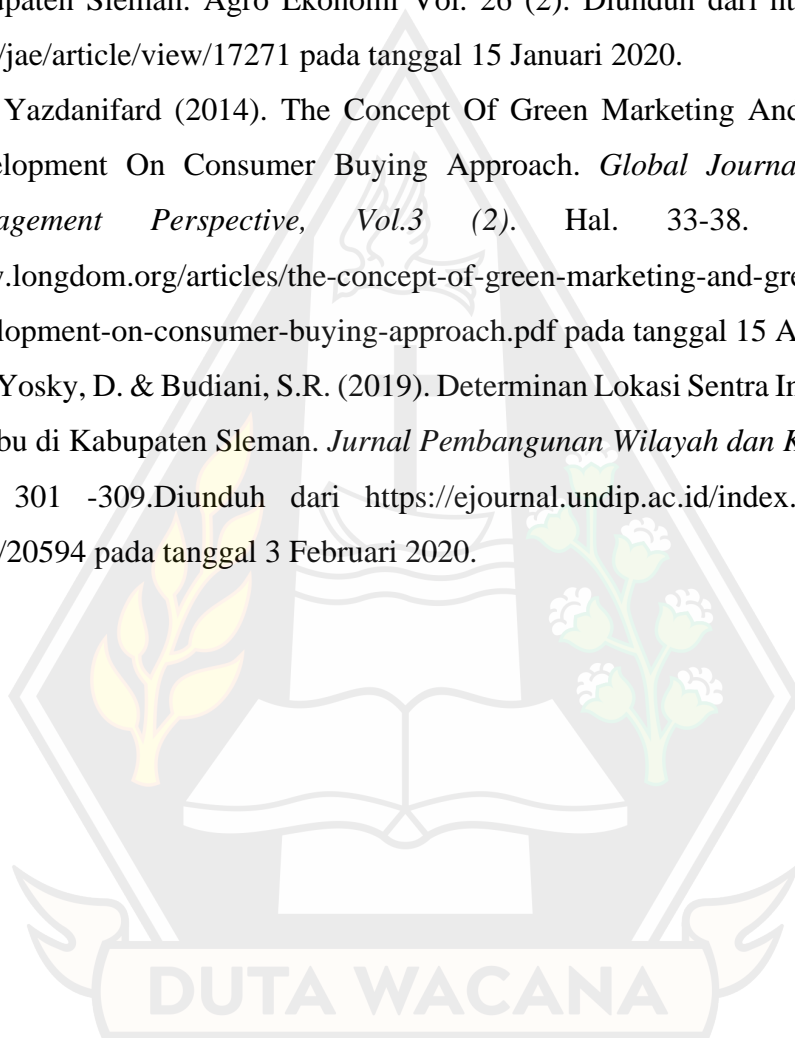 upaten Sleman. Agro Ekonomi Vol. 26 (2). Diunduh dari
/jae/article/view/17271 pada tanggal 15 Januari 2020.
Yazdanifard (2014). The Concept Of Green Marketing And
elopment On Consumer Buying Approach. Global Journa
agement Perspective, Vol.3 (2). Hal. 33-38.
.longdom.org/articles/the-concept-of-green-marketing-and-gre
lopment-on-consumer-buying-approach.pdf pada tanggal 15 A
Yosky, D. & Budiani, S.R. (2019). Determinan Lokasi Sentra In
bu di Kabupaten Sleman. Jurnal Pembangunan Wilayah dan K
301 -309.Diunduh dari https://ejournal.undip.ac.id/index.
/20594 pada tanggal 3 Februari 2020.
DUTA WACANA